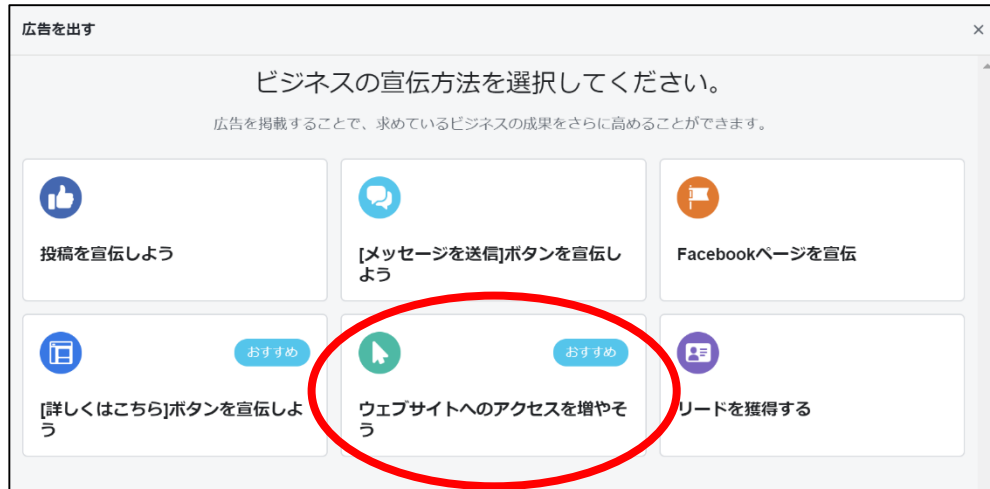 広告を出す
ビジネスの宣伝方法を選択してください。
広告を掲載することで、求めているビジネスの成果をさらに高めることができます。
投稿を宣伝しよう
[メッセージを送信]ボタンを宣伝し
よう
Facebookページを宣伝
おすすめ
[詳しくはこちら]ボタンを宣伝しよ
う
おすすめ
ウェブサイトへのアクセスを増やそ
う
リードを獲得する